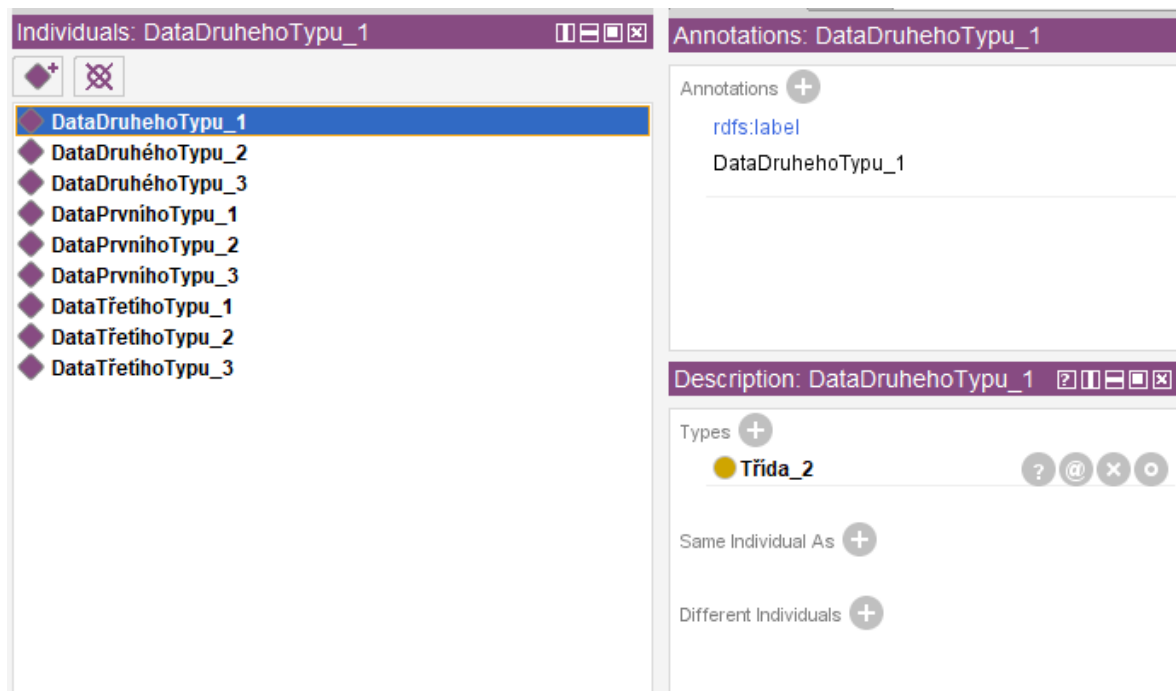 Individuals: DataDruhehoTypu_1
DataDruhehoTypu_1
DataDruhéhoTypu_2
DataDruhéhoTypu_3
DataPrvníhoTypu_1
DataPrvníhoTypu_2
DataPrvníhoTypu_3
DataTřetíhoTypu_1
DataTřetíhoTypu_2
DataTřetíhoTypu_3
Annotations: DataDruhehoTypu_1
Annotations
rdfs:label
DataDruhehoTypu_1
Description: DataDruhehoTypu_1
Types
Třída_2
Same Individual As
Different Individuals